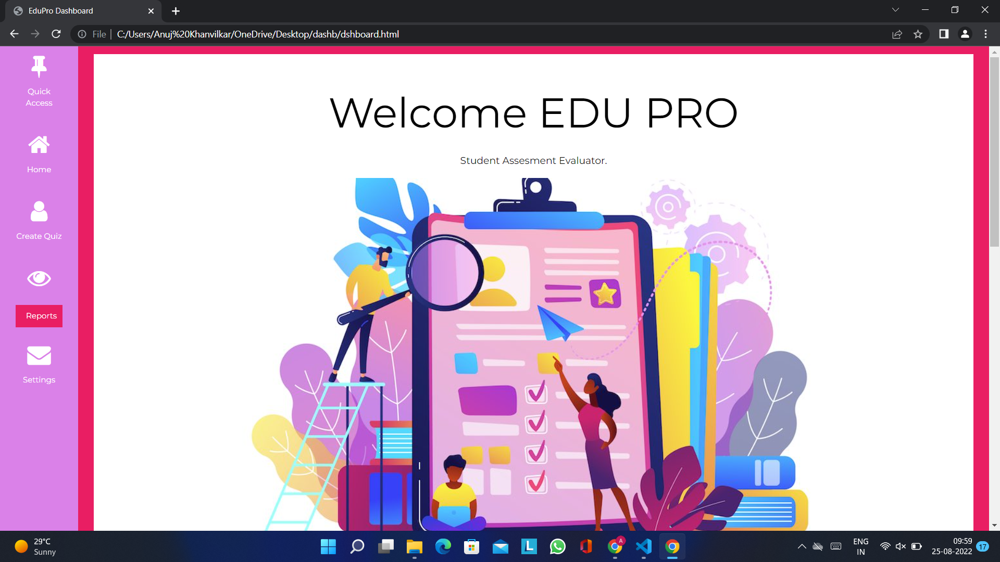 EduPro Dashboard
File
C:/Users/Anuj%20Khanvilkar/OneDrive/Desktop/dashb/dshboard.html
Quick
Access
Home
Create Quiz
Reports
Settings
Welcome EDU PRO
Student Assesment Evaluator.
29°C
Sunny
L
A
ENG
IN
09:59
25-08-2022
17